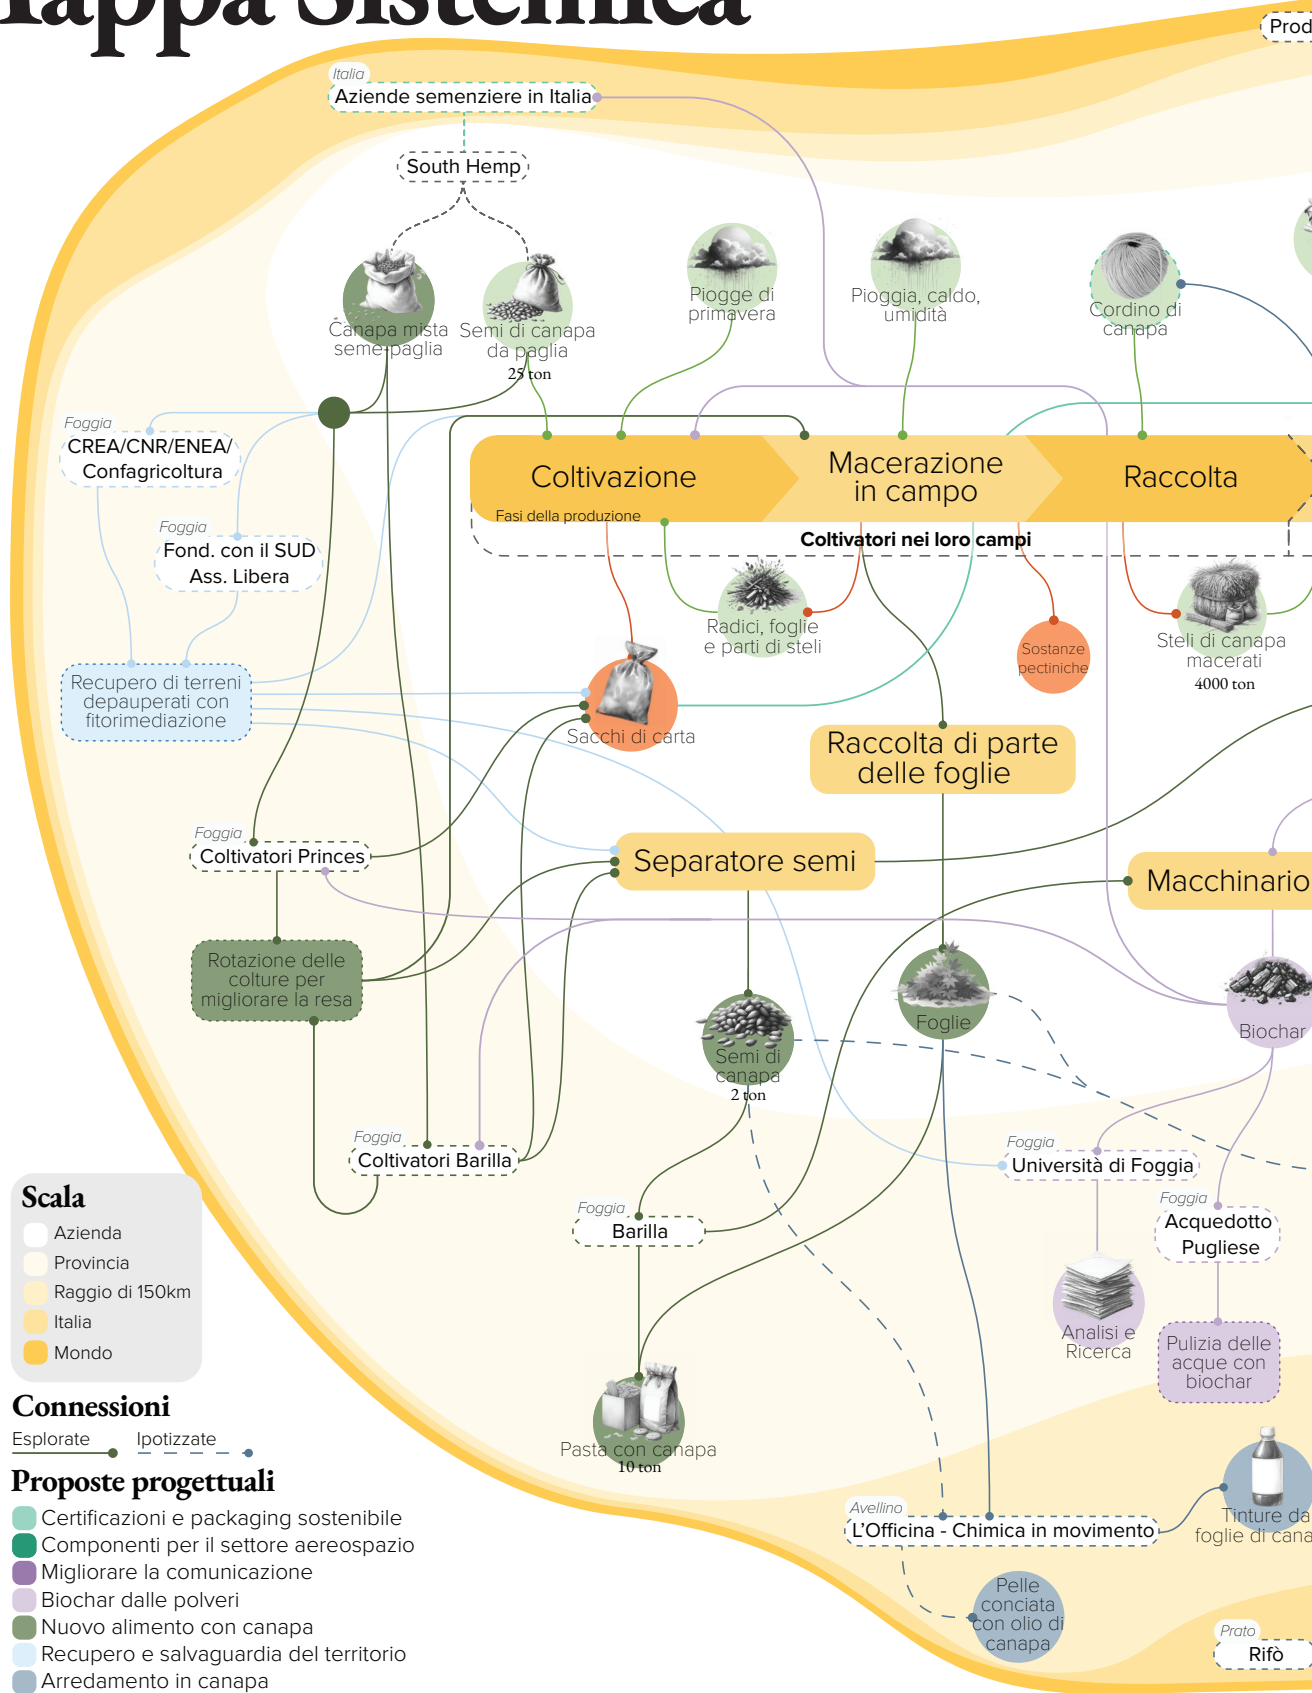 Mappa Sistemica
Prod
Italia
Aziende semenziere in Italia
South Hemp
Canapa mista
seme-paglia
Semi di canapa
da paglia
25 ton
Piogge di
primavera
Pioggia, caldo,
umidità
Cordino di
canapa
Foggia
CREA/CNR/ENEA/
Confagricoltura
Foggia
Fond. con il SUD
Ass. Libera
Coltivazione
Macerazione
in campo
Raccolta
Fasi della produzione
Coltivatori nei loro campi
Radici, foglie
e parti di steli
Sostanze
pectiniche
Steli di canapa
macerati
4000 ton
Recupero di terreni
depauperati con
fitorimediazione
Sacchi di carta
Raccolta di parte
delle foglie
Foggia
Coltivatori Princes
Separatore semi
Macchinario
Rotazione delle
colture per
migliorare la resa
Foglie
Biochar
Semi di
canapa
2 ton
Foggia
Coltivatori Barilla
Foggia
Università di Foggia
Foggia
Acquedotto
Pugliese
Foggia
Barilla
Analisi e
Ricerca
Pulizia delle
acque con
biochar
Pasta con canapa
10 ton
Avellino
L'Officina - Chimica in movimento
Tinture da
foglie di cana
Pelle
conciata
con olio di
canapa
Prato
Rifò
Scala
Azienda
Provincia
Raggio di 150km
Italia
Mondo
Connessioni
Esplorate
Ipotizzate
Proposte progettuali
Certificazioni e packaging sostenibile
Componenti per il settore aereospazio
Migliorare la comunicazione
Biochar dalle polveri
Nuovo alimento con canapa
Recupero e salvaguardia del territorio
Arredamento in canapa